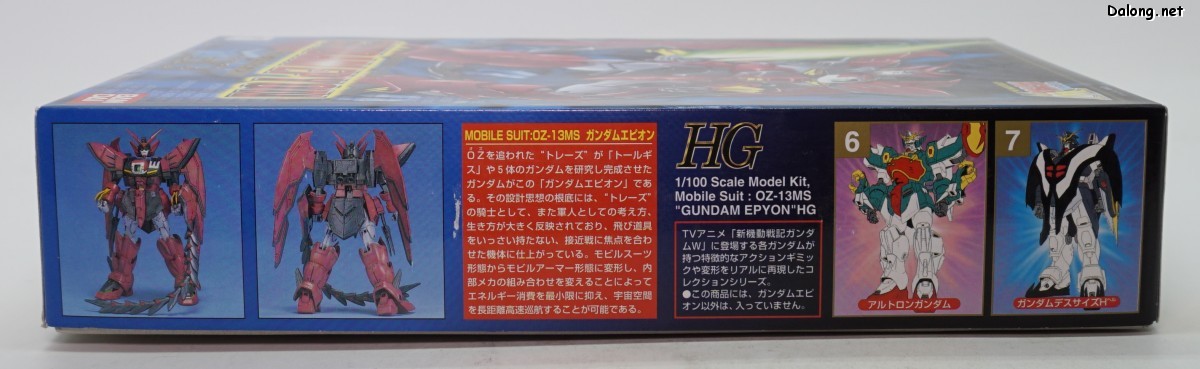 Dalong.net
MOBILE SUIT:OZ-13MS ガンダムエピオン
OZを追われた“トレーズ”が「トールギ
ス」や5体のガンダムを研究し完成させた
ガンダムがこの「ガンダムエピオン」であ
る。その設計思想の根底には、“トレーズ”
の騎士として、また軍人としての考え方、
生き方が大きく反映されており、飛び道具
をいっさい持たない、接近戦に焦点を合わ
せた機体に仕上がっている。モビルスーツ
形態からモビルアーマー形態に変形し、内
部メカの組み合わせを変えることによって
エネルギー消費を最小限に抑え、宇宙空間
を長距離高速巡航することが可能である。
HG
1/100 Scale Model Kit,
Mobile Suit : OZ-13MS
"GUNDAM EPYON"HG
TVアニメ「新機動戦記ガンダ
ムW」に登場する各ガンダムが
持つ特徴的なアクションギミッ
クや変形をリアルに再現したコ
レクションシリーズ。
●この商品には、ガンダムエピ
オン以外は、入っていません。
6
アルトロンガンダム
7
ガンダムデスサイズH